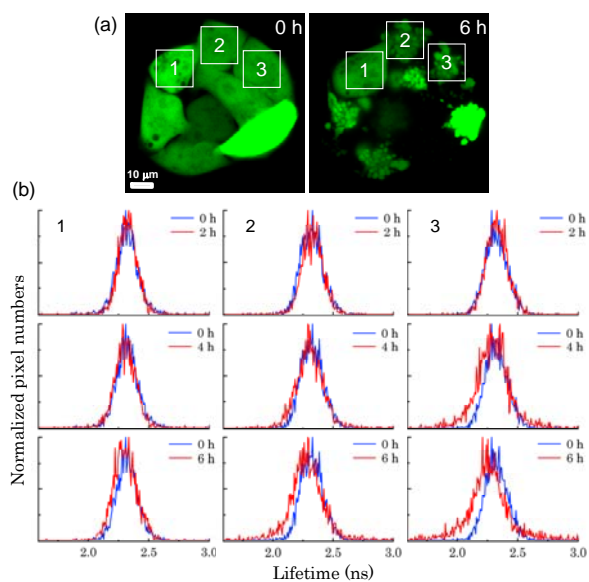 (a)
0 h
6 h
1
2
3
1
2
3
10 μm
(b)
Normalized pixel numbers
1
0 h
2 h
2
0 h
2 h
3
0 h
2 h
0 h
4 h
0 h
4 h
0 h
4 h
0 h
6 h
0 h
6 h
0 h
6 h
2.0 2.5 3.0 2.0 2.5 3.0 2.0 2.5 3.0
Lifetime (ns)